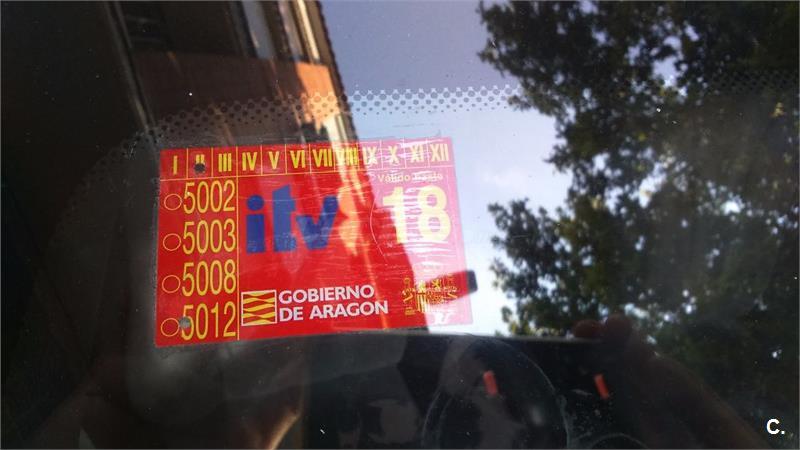 I II III IV V VI VII VIII IX X XI XII
Válido hasta
5002
5003
5008
5012
itv
18
GOBIERNO
DE ARAGON
C.